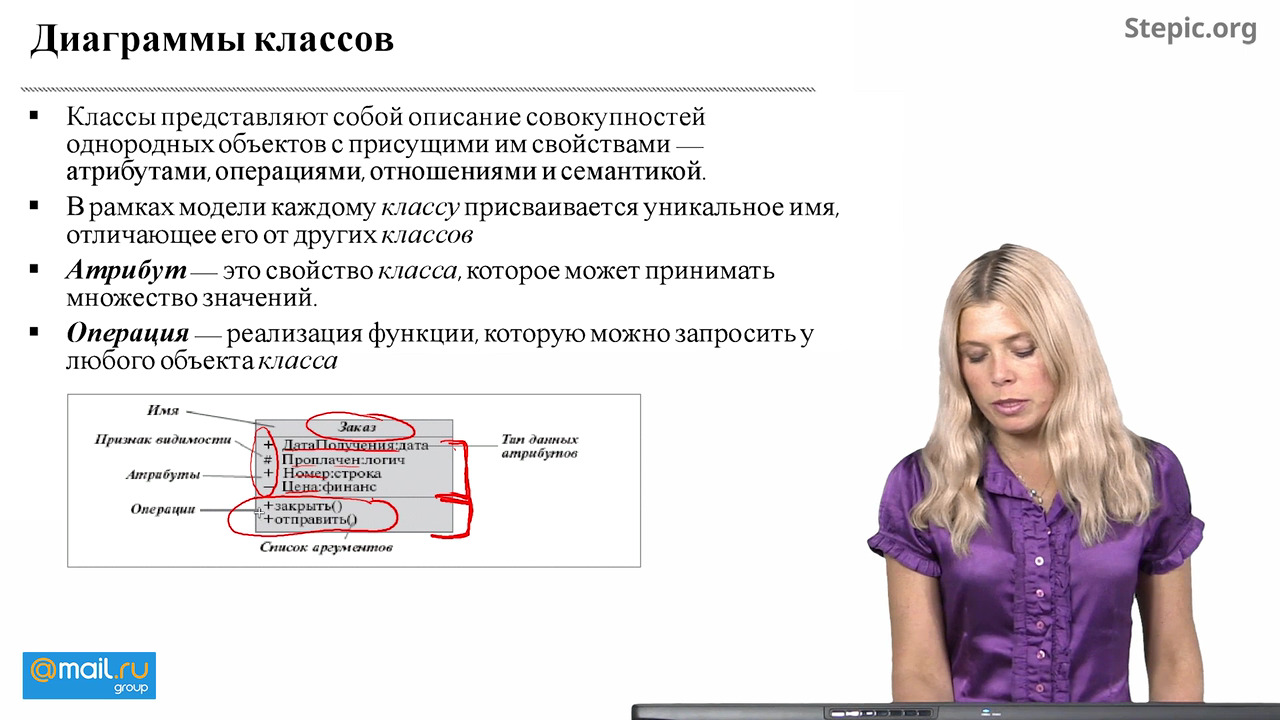 Диаграммы классов
Stepic.org
Классы представляют собой описание совокупностей
однородных объектов с присущими им свойствами —
атрибутами, операциями, отношениями и семантикой.
В рамках модели каждому классу присваивается уникальное имя,
отличающее его от других классов
Атрибут — это свойство класса, которое может принимать
множество значений.
Операция — реализация функции, которую можно запросить у
любого объекта класса
Имя
Заказ
Признак видимости
+ ДатаПолучения:дата
Тип данных
атрибутов
# Проплачен:логич
Атрибуты
+ Номер:строка
– Цена:финанс
Операции
+закрыть()
+отправить()
Список аргументов
@mail.ru
group